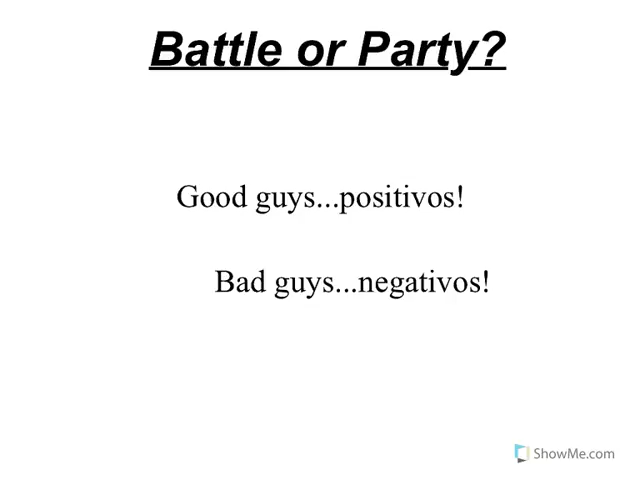 Battle or Party?
Good guys...positivos!
Bad guys...negativos!
ShowMe.com